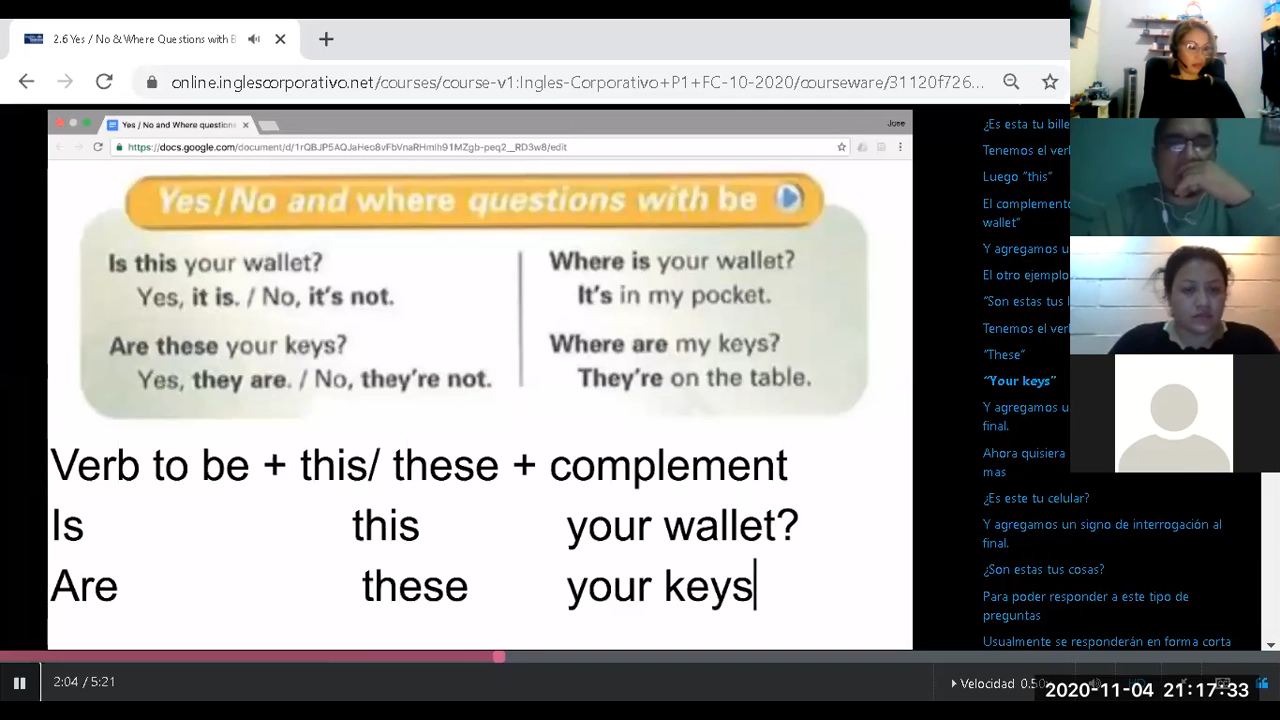 2.6 Yes / No & Where Questions with B
online.inglescorporativo.net/courses/course-v1:Ingles-Corporativo+P1+FC-10-2020/courseware/31120f726...
Yes / No and Where questions
Jose
https://docs.google.com/document/d/1rQBJP5AQJaHeo8vFbVnaRHmIh91MZgb-peq2__RD3w8/edit
Yes/No and where questions with be
Is this your wallet?
Yes, it is. / No, it's not.
Are these your keys?
Yes, they are. / No, they're not.
Where is your wallet?
It's in my pocket.
Where are my keys?
They're on the table.
Verb to be + this/ these + complement
Is this your wallet?
Are these your keys
¿Es esta tu bille
Tenemos el verb
Luego "this"
El complemento
wallet"
Y agregamos u
El otro ejemplo
"Son estas tus l
Tenemos el verb
"These"
"Your keys"
Y agregamos u
final.
Ahora quisiera
mas
¿Es este tu celular?
Y agregamos un signo de interrogación al
final.
¿Son estas tus cosas?
Para poder responder a este tipo de
preguntas
Usualmente se responderán en forma corta
2:04 / 5:21
Velocidad 0.50x
2020-11-04 21:17:33